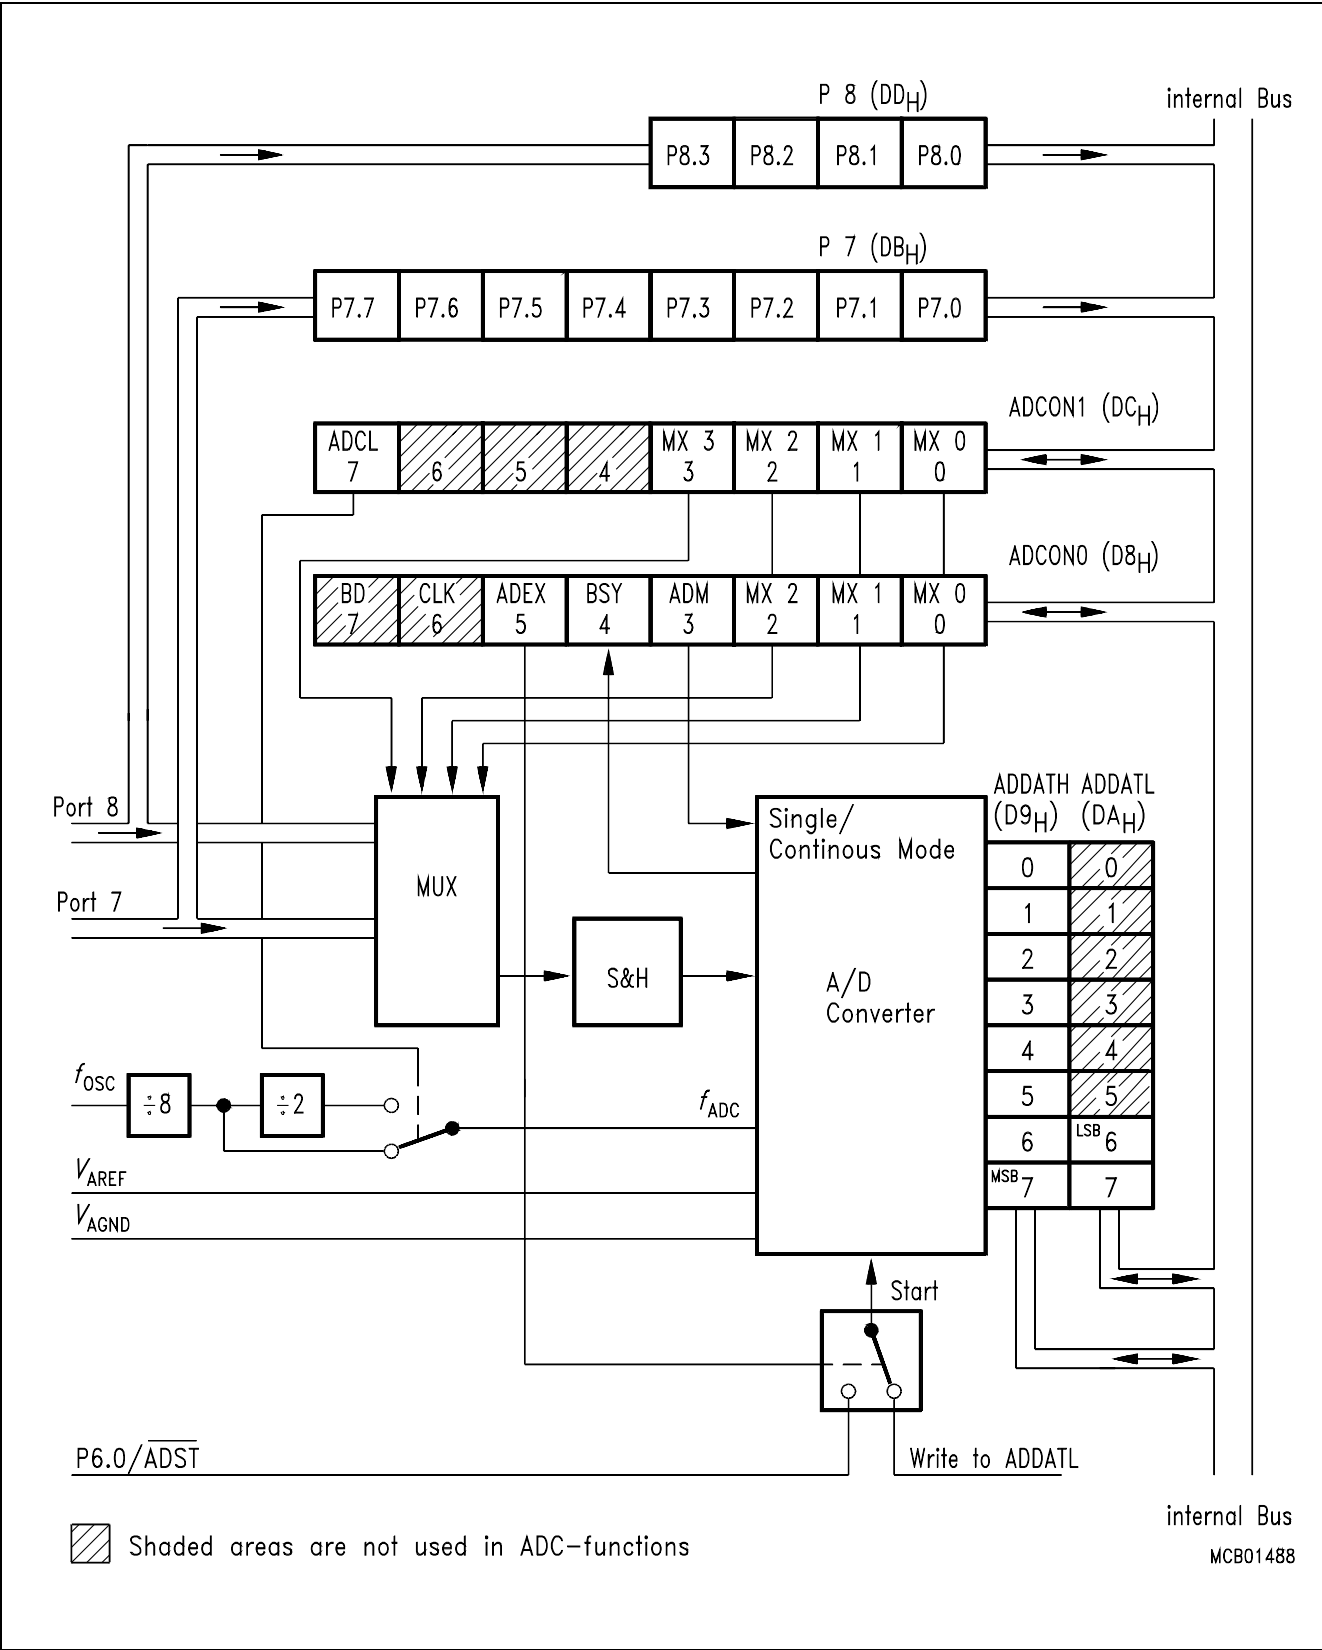 P 8 (DDH)
internal Bus
P8.3 P8.2 P8.1 P8.0
P 7 (DBH)
P7.7 P7.6 P7.5 P7.4 P7.3 P7.2 P7.1 P7.0
ADCON1 (DCH)
ADCL MX 3 MX 2 MX 1 MX 0
7 6 5 4 3 2 1 0
ADCON0 (D8H)
BD CLK ADEX BSY ADM MX 2 MX 1 MX 0
7 6 5 4 3 2 1 0
Port 8
Port 7
MUX
S&H
Single/
Continous Mode
A/D
Converter
ADDATH ADDATL
(D9H) (DAH)
0 0
1 1
2 2
3 3
4 4
5 5
6 LSB 6
MSB 7 7
fOSC
÷8
÷2
fADC
VAREF
VAGND
Start
P6.0/ADST
Write to ADDATL
internal Bus
Shaded areas are not used in ADC-functions
MCB01488